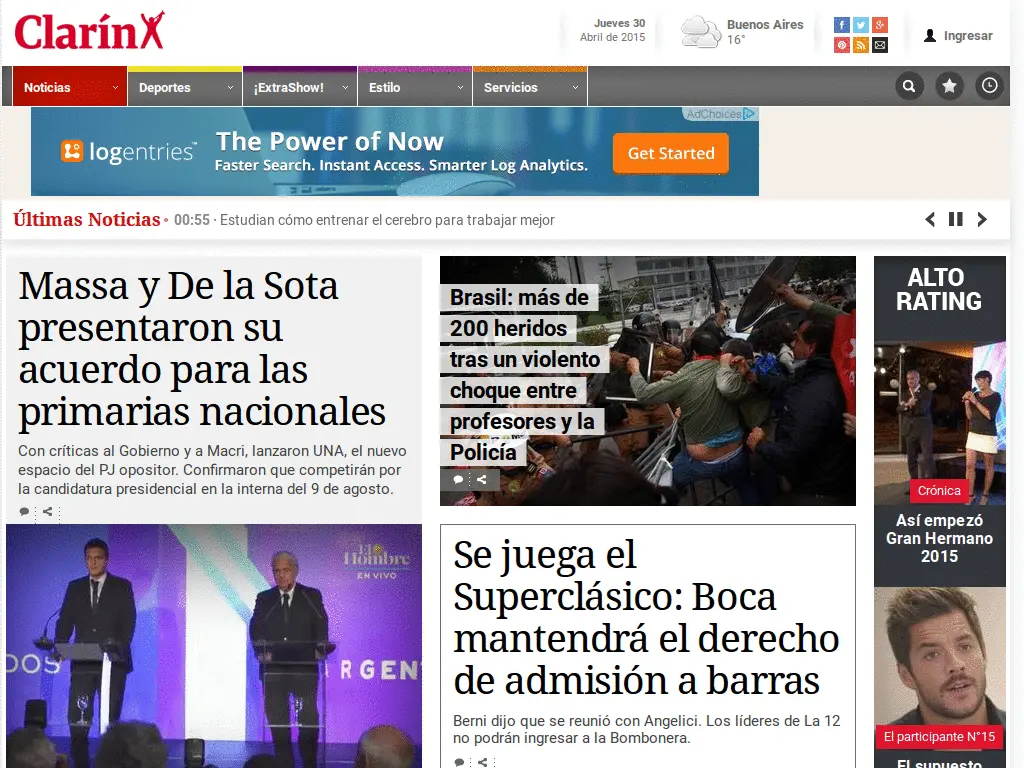 Clarín
Jueves 30
Abril de 2015
Buenos Aires
16°
Ingresar
Noticias
Deportes
¡ExtraShow!
Estilo
Servicios
AdChoices
logentries™
The Power of Now
Faster Search. Instant Access. Smarter Log Analytics.
Get Started
Últimas Noticias • 00:55 · Estudian cómo entrenar el cerebro para trabajar mejor
Massa y De la Sota
presentaron su
acuerdo para las
primarias nacionales
Con críticas al Gobierno y a Macri, lanzaron UNA, el nuevo
espacio del PJ opositor. Confirmaron que competirán por
la candidatura presidencial en la interna del 9 de agosto.
El Hombre
EN VIVO
DOS
ARGENT
Brasil: más de
200 heridos
tras un violento
choque entre
profesores y la
Policía
Se juega el
Superclásico: Boca
mantendrá el derecho
de admisión a barras
Berni dijo que se reunió con Angelici. Los líderes de La 12
no podrán ingresar a la Bombonera.
ALTO
RATING
Crónica
Así empezó
Gran Hermano
2015
El participante N°15
El supuesto